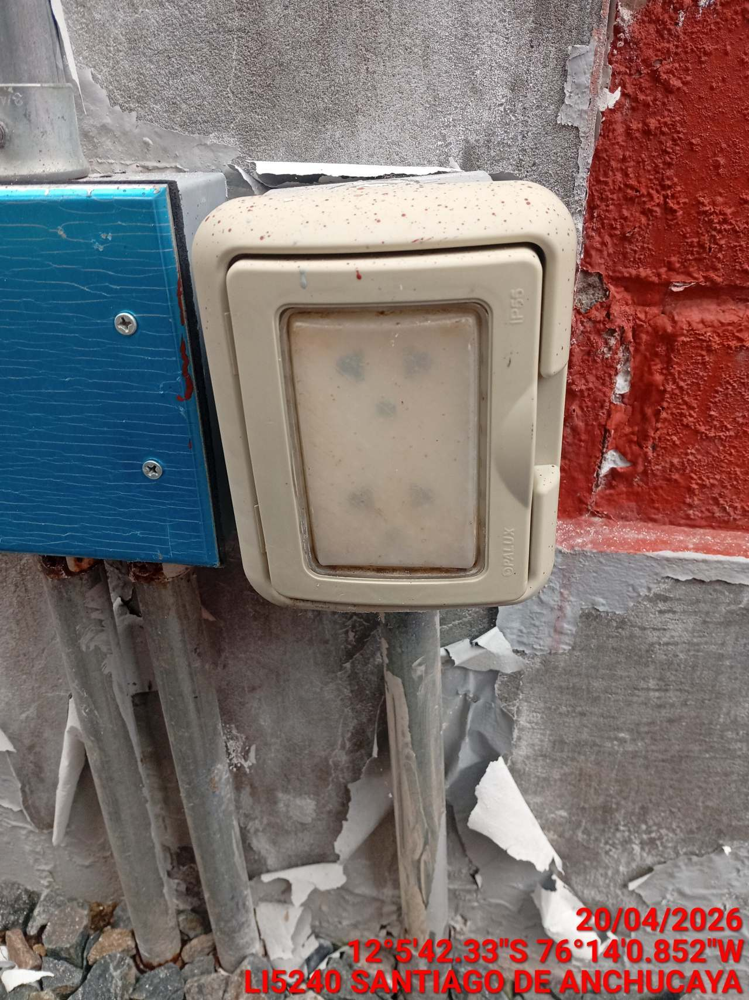 IP55
OPALUX
20/04/2026
12°5'42.33"S 76°14'0.852"W
LI5240 SANTIAGO DE ANCHUCAYA